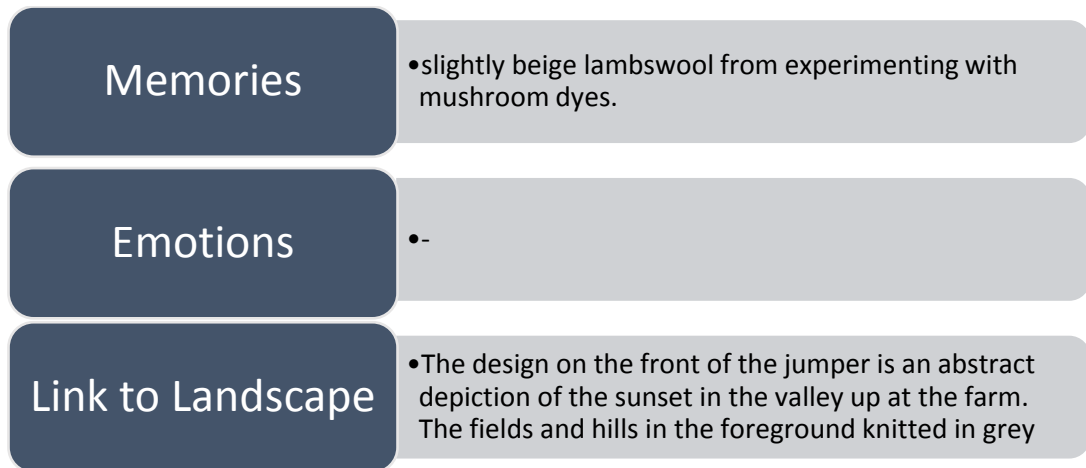 Memories
•slightly beige lambswool from experimenting with
mushroom dyes.
Emotions
•-
Link to Landscape
•The design on the front of the jumper is an abstract
depiction of the sunset in the valley up at the farm.
The fields and hills in the foreground knitted in grey